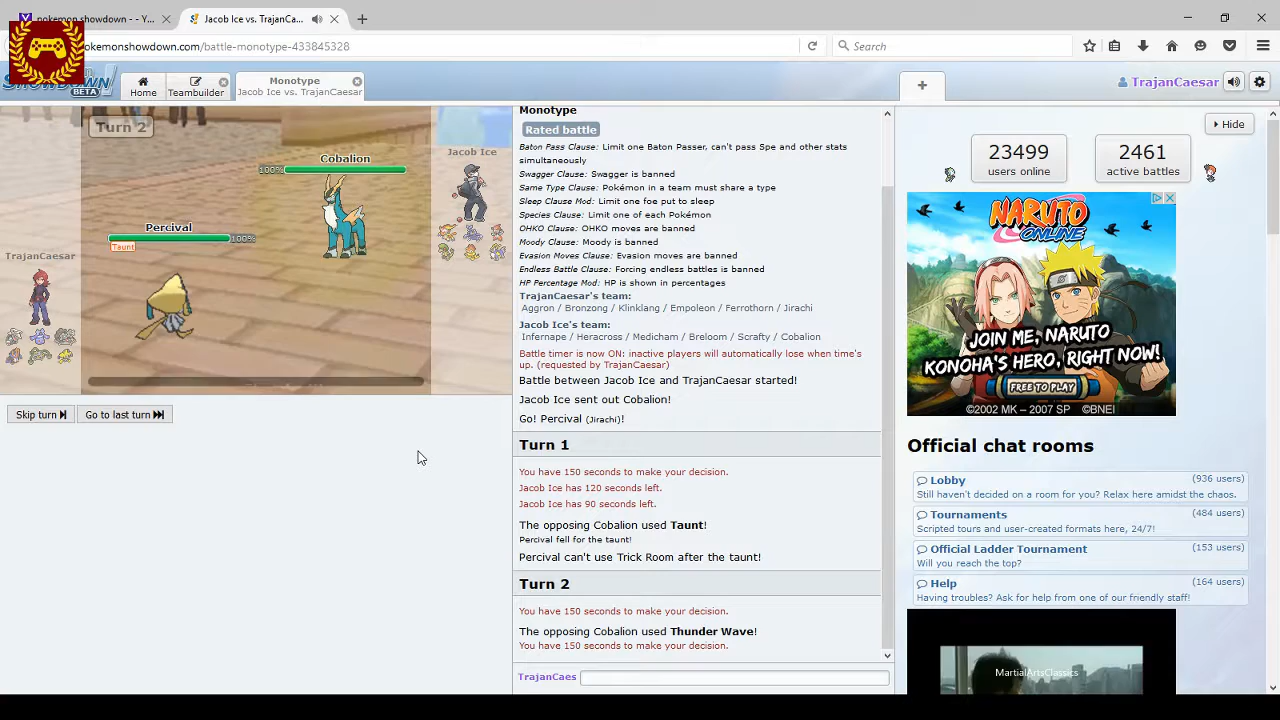 pokemon showdown - - Y...
Jacob Ice vs. TrajanCae...
okemonshowdown.com/battle-monotype-433845328
Search
SHOWDOWN!
BETA
Home
Teambuilder
Monotype
Jacob Ice vs. TrajanCaesar
TrajanCaesar
Turn 2
Cobalion
100%
Percival
100%
Taunt
TrajanCaesar
Jacob Ice
Skip turn
Go to last turn
Monotype
Rated battle
Baton Pass Clause: Limit one Baton Passer, can't pass Spe and other stats
simultaneously
Swagger Clause: Swagger is banned
Same Type Clause: Pokémon in a team must share a type
Sleep Clause Mod: Limit one foe put to sleep
Species Clause: Limit one of each Pokémon
OHKO Clause: OHKO moves are banned
Moody Clause: Moody is banned
Evasion Moves Clause: Evasion moves are banned
Endless Battle Clause: Forcing endless battles is banned
HP Percentage Mod: HP is shown in percentages
TrajanCaesar's team:
Aggron / Bronzong / Klinklang / Empoleon / Ferrothorn / Jirachi
Jacob Ice's team:
Infernape / Heracross / Medicham / Breloom / Scrafty / Cobalion
Battle timer is now ON: inactive players will automatically lose when time's
up. (requested by TrajanCaesar)
Battle between Jacob Ice and TrajanCaesar started!
Jacob Ice sent out Cobalion!
Go! Percival (Jirachi)!
Turn 1
You have 150 seconds to make your decision.
Jacob Ice has 120 seconds left.
Jacob Ice has 90 seconds left.
The opposing Cobalion used Taunt!
Percival fell for the taunt!
Percival can't use Trick Room after the taunt!
Turn 2
You have 150 seconds to make your decision.
The opposing Cobalion used Thunder Wave!
You have 150 seconds to make your decision.
TrajanCaes
Hide
23499
users online
2461
active battles
NARUTO
ONLINE
JOIN ME, NARUTO
KONOHA'S HERO, RIGHT NOW!
FREE TO PLAY
©2002 MK – 2007 SP ©BNEI
Official chat rooms
Lobby
(936 users)
Still haven't decided on a room for you? Relax here amidst the chaos.
Tournaments
(484 users)
Scripted tours and user-created formats here, 24/7!
Official Ladder Tournament
(153 users)
Will you reach the top?
Help
(164 users)
Having troubles? Ask for help from one of our friendly staff!
MartialArtsClassics